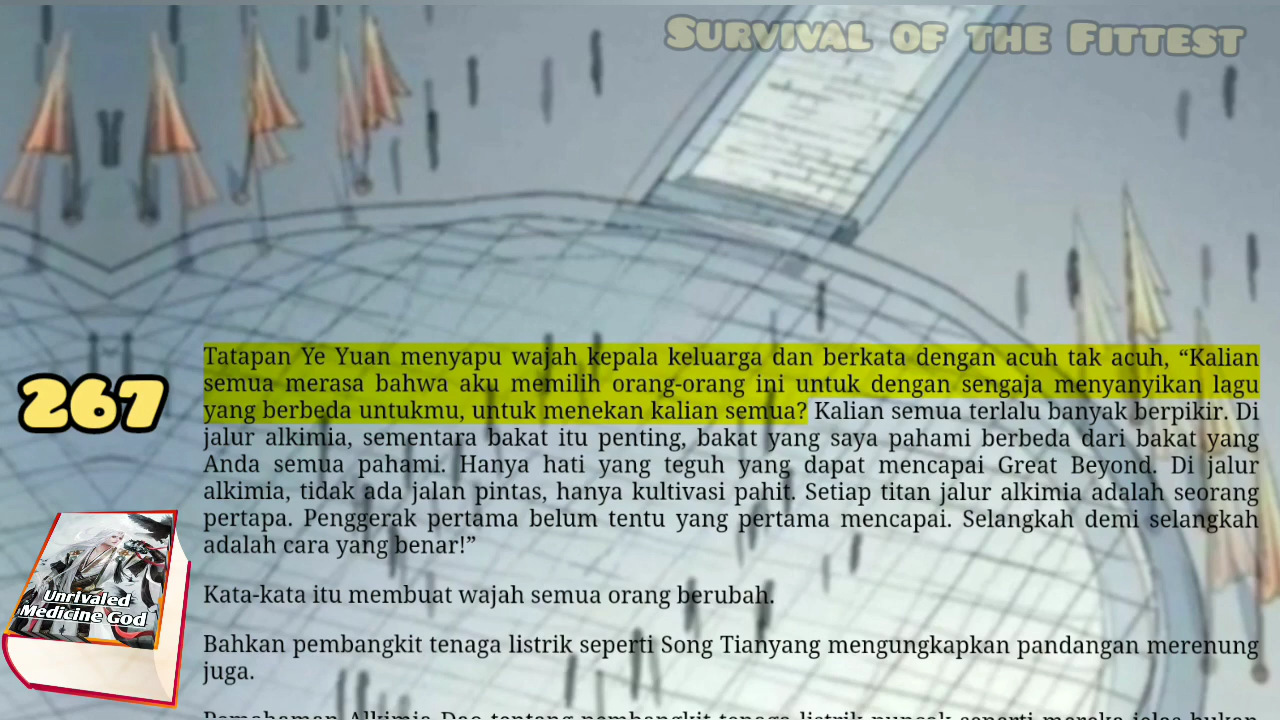 Survival of the Fittest
Tatapan Ye Yuan menyapu wajah kepala keluarga dan berkata dengan acuh tak acuh, “Kalian
semua merasa bahwa aku memilih orang-orang ini untuk dengan sengaja menyanyikan lagu
yang berbeda untukmu, untuk menekan kalian semua? Kalian semua terlalu banyak berpikir. Di
jalur alkimia, sementara bakat itu penting, bakat yang saya pahami berbeda dari bakat yang
Anda semua pahami. Hanya hati yang teguh yang dapat mencapai Great Beyond. Di jalur
alkimia, tidak ada jalan pintas, hanya kultivasi pahit. Setiap titan jalur alkimia adalah seorang
pertapa. Penggerak pertama belum tentu yang pertama mencapai. Selangkah demi selangkah
adalah cara yang benar!”
267
Kata-kata itu membuat wajah semua orang berubah.
Bahkan pembangkit tenaga listrik seperti Song Tianyang mengungkapkan pandangan merenung
juga.
Unrivaled
Medicine God